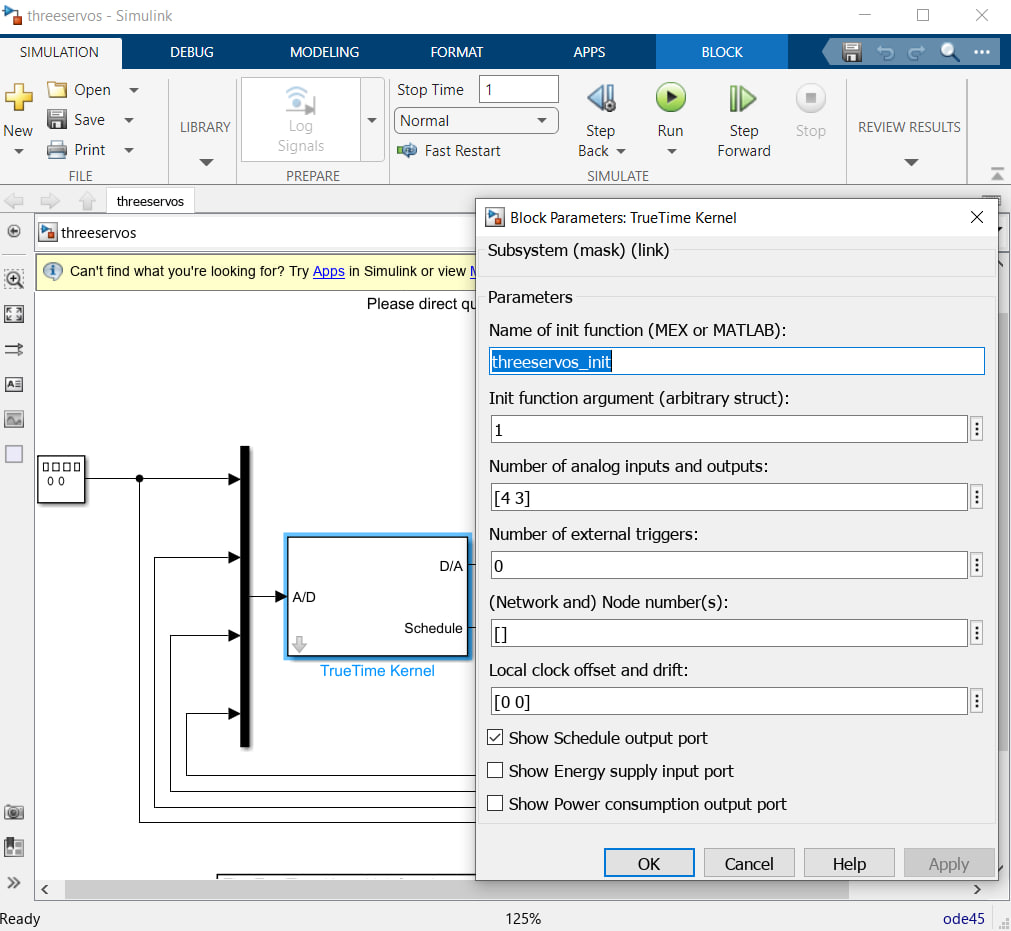 threeservos - Simulink
SIMULATION DEBUG MODELING FORMAT APPS BLOCK
New
Open
Save
Print
FILE
LIBRARY
Log
Signals
PREPARE
Stop Time 1
Normal
Fast Restart
Step
Back
Run
Step
Forward
Stop
SIMULATE
REVIEW RESULTS
threeservos
threeservos
Can't find what you're looking for? Try Apps in Simulink or view
Please direct
A/D
D/A
Schedule
TrueTime Kernel
Block Parameters: TrueTime Kernel
Subsystem (mask) (link)
Parameters
Name of init function (MEX or MATLAB):
threeservos_init
Init function argument (arbitrary struct):
1
Number of analog inputs and outputs:
[4 3]
Number of external triggers:
0
(Network and) Node number(s):
[]
Local clock offset and drift:
[0 0]
Show Schedule output port
Show Energy supply input port
Show Power consumption output port
OK Cancel Help Apply
Ready 125% ode45